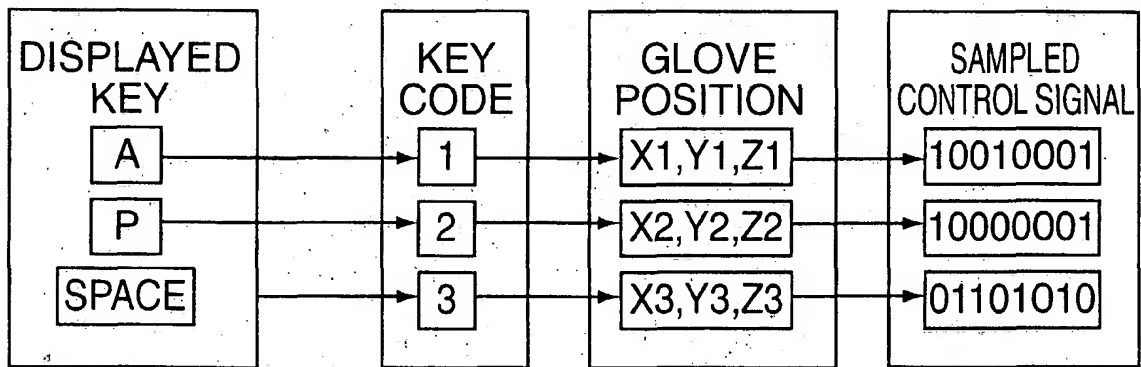 DISPLAYED
KEY
A
P
SPACE
KEY
CODE
1
2
3
GLOVE
POSITION
X1,Y1,Z1
X2,Y2,Z2
X3,Y3,Z3
SAMPLED
CONTROL SIGNAL
10010001
10000001
01101010